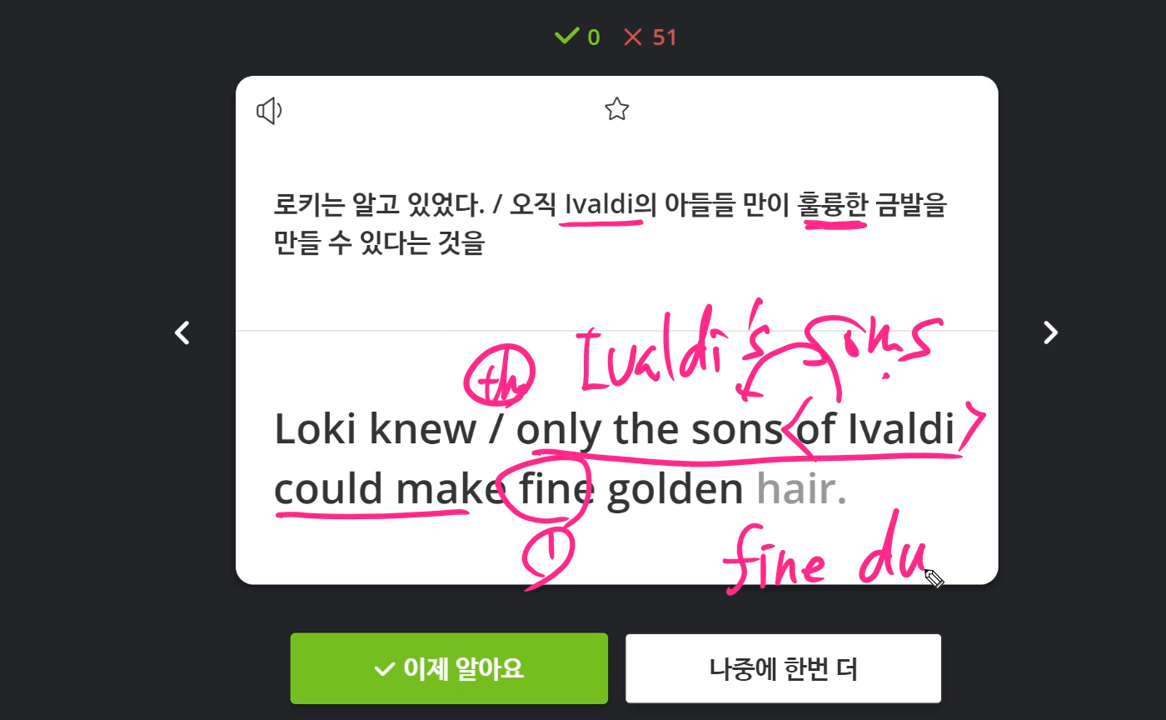 0 51
로키는 알고 있었다. / 오직 Ivaldi의 아들들 만이 훌륭한 금발을
만들 수 있다는 것을
the Ivaldi's sons
Loki knew / only the sons <of Ivaldi>
could make fine golden hair.
①
fine du
이제 알아요 나중에 한번 더